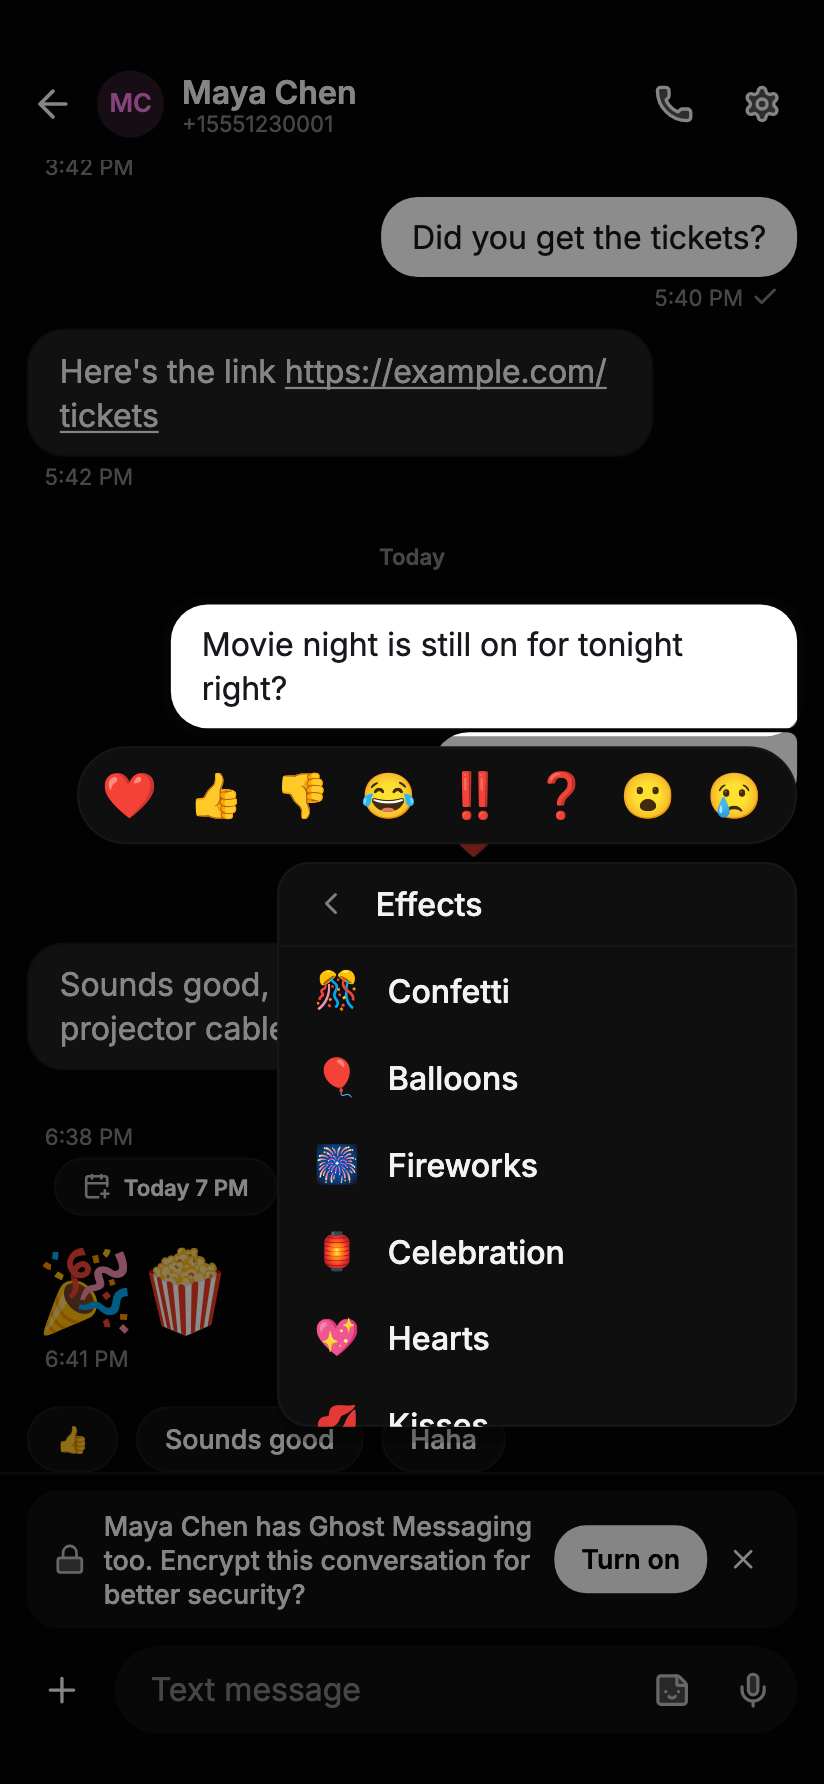 MC
Maya Chen
+15551230001
3:42 PM
Did you get the tickets?
5:40 PM
Here's the link https://example.com/
tickets
5:42 PM
Today
Movie night is still on for tonight
right?
Effects
Sounds good,
projector cable
Confetti
Balloons
6:38 PM
Fireworks
Today 7 PM
Celebration
Hearts
6:41 PM
Kisses
Sounds good
Haha
Maya Chen has Ghost Messaging
too. Encrypt this conversation for
better security?
Turn on
Text message